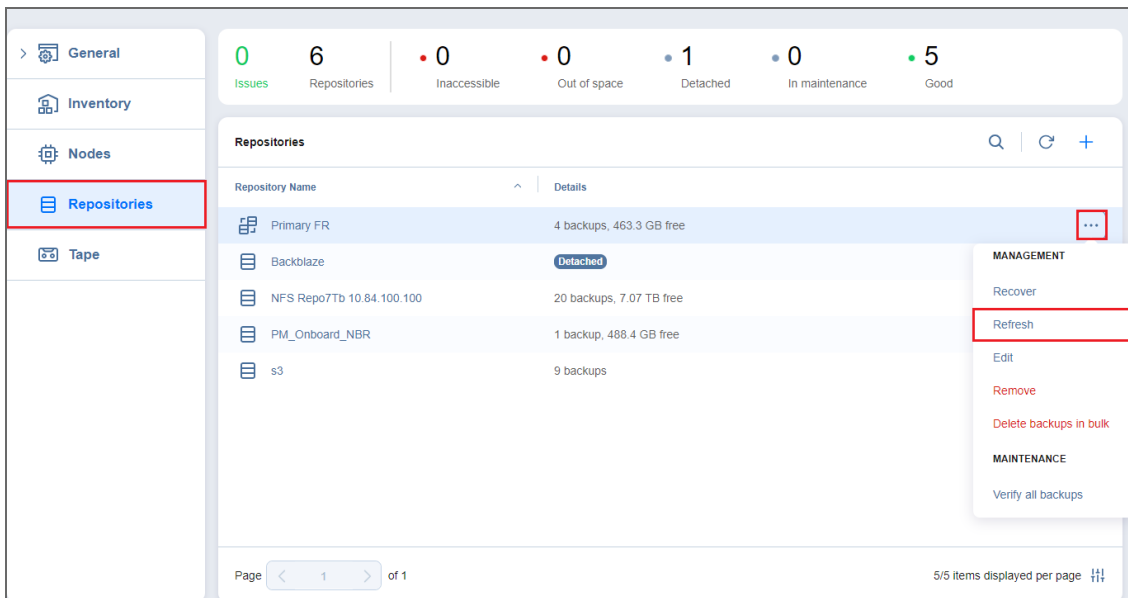 General
Inventory
Nodes
Repositories
Tape
0 6 0 0 1 0 5
Issues Repositories Inaccessible Out of space Detached In maintenance Good
Repositories
Repository Name Details
Primary FR 4 backups, 463.3 GB free
Backblaze Detached
NFS Repo7Tb 10.84.100.100 20 backups, 7.07 TB free
PM_Onboard_NBR 1 backup, 488.4 GB free
s3 9 backups
MANAGEMENT
Recover
Refresh
Edit
Remove
Delete backups in bulk
MAINTENANCE
Verify all backups
Page 1 of 1 5/5 items displayed per page